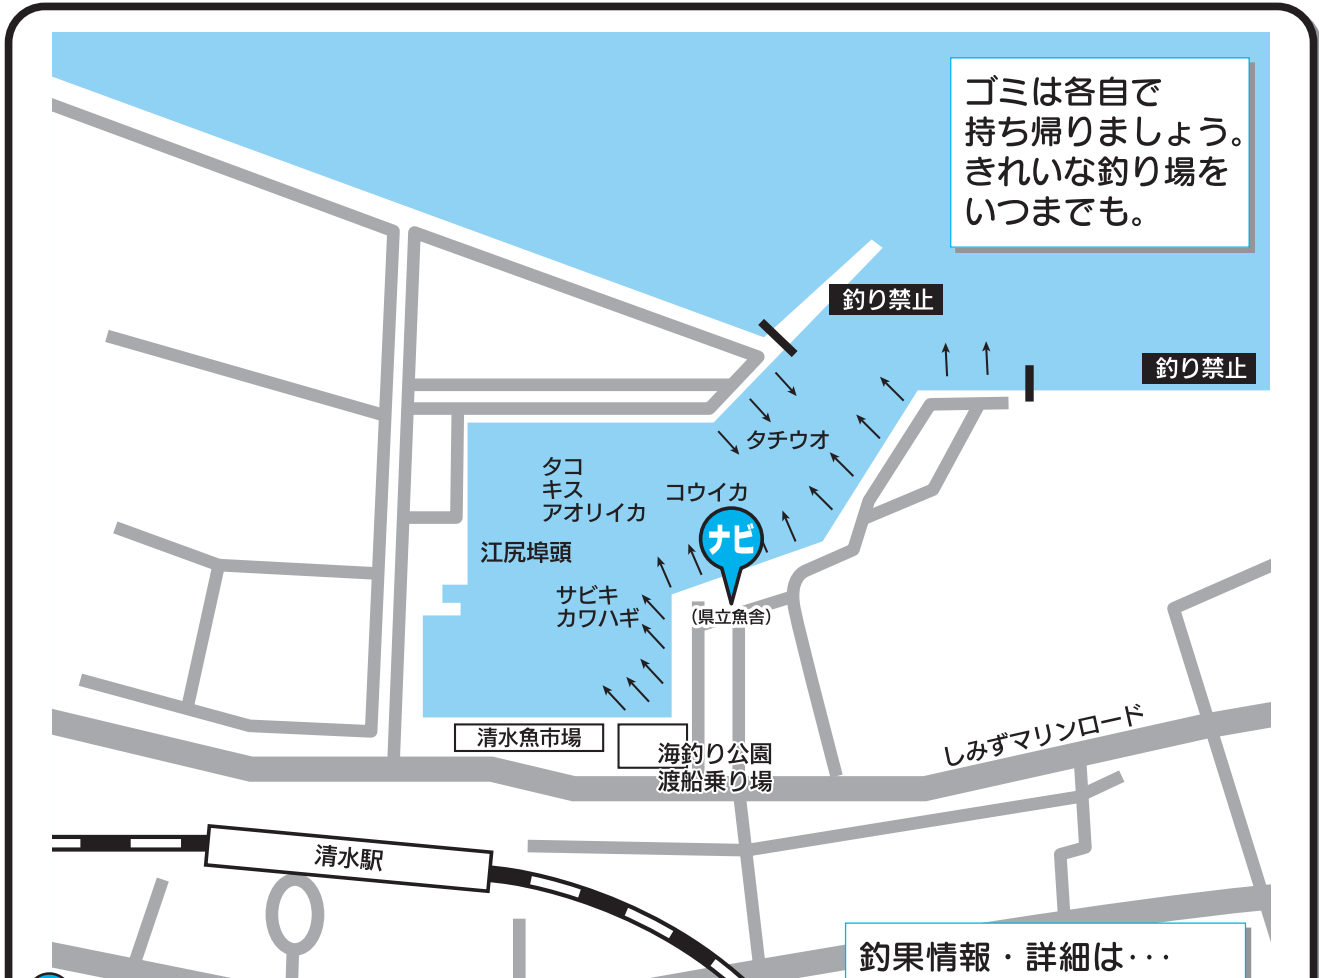 ゴミは各自で
持ち帰りましょう。
きれいな釣り場を
いつまでも。
釣り禁止
釣り禁止
タチウオ
タコ
キス
アオリイカ
コウイカ
ナビ
江尻埠頭
サビキ
カワハギ
（県立魚舎）
清水魚市場
海釣り公園
渡船乗り場
しみずマリンロード
清水駅
釣果情報・詳細は･･･